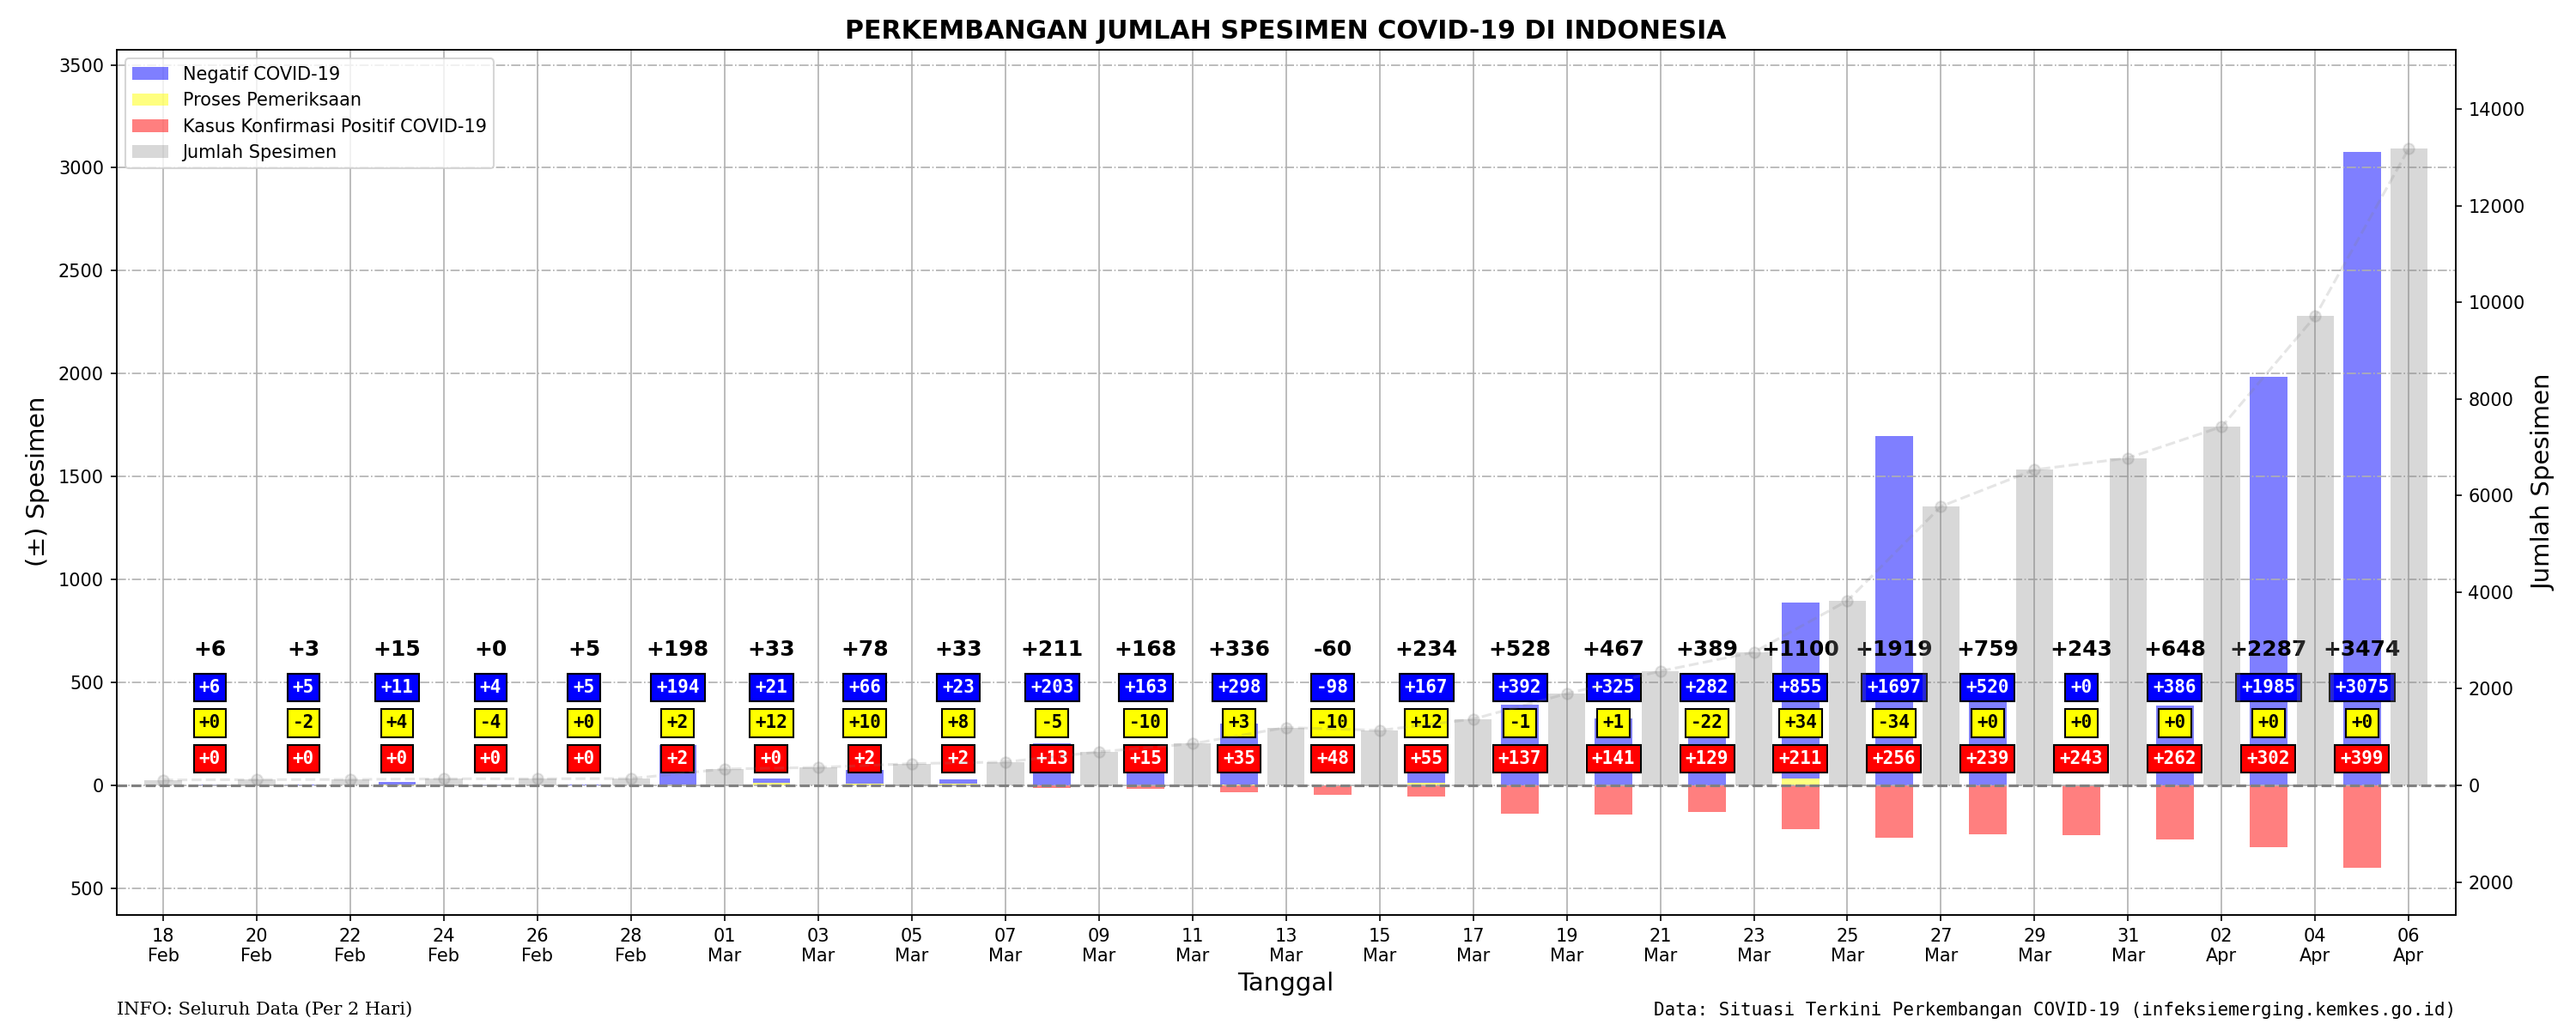 PERKEMBANGAN JUMLAH SPESIMEN COVID-19 DI INDONESIA
Negatif COVID-19
Proses Pemeriksaan
Kasus Konfirmasi Positif COVID-19
Jumlah Spesimen
(±) Spesimen
3500
3000
2500
2000
1500
1000
500
0
500
14000
12000
10000
8000
6000
4000
2000
0
2000
Jumlah Spesimen
+6 +3 +15 +0 +5 +198 +33 +78 +33 +211 +168 +336 -60 +234 +528 +467 +389 +1100 +1919 +759 +243 +648 +2287 +3474
+6 +5 +11 +4 +5 +194 +21 +66 +23 +203 +163 +298 -98 +167 +392 +325 +282 +855 +1697 +520 +0 +386 +1985 +3075
+0 -2 +4 -4 +0 +2 +12 +10 +8 -5 -10 +3 -10 +12 -1 +1 -22 +34 -34 +0 +0 +0 +0 +0
+0 +0 +0 +0 +0 +2 +0 +2 +2 +13 +15 +35 +48 +55 +137 +141 +129 +211 +256 +239 +243 +262 +302 +399
18 20 22 24 26 28 01 03 05 07 09 11 13 15 17 19 21 23 25 27 29 31 02 04 06
Feb Feb Feb Feb Feb Feb Mar Mar Mar Mar Mar Mar Mar Mar Mar Mar Mar Mar Mar Mar Mar Mar Apr Apr Apr
Tanggal
INFO: Seluruh Data (Per 2 Hari)
Data: Situasi Terkini Perkembangan COVID-19 (infeksiemerging.kemkes.go.id)